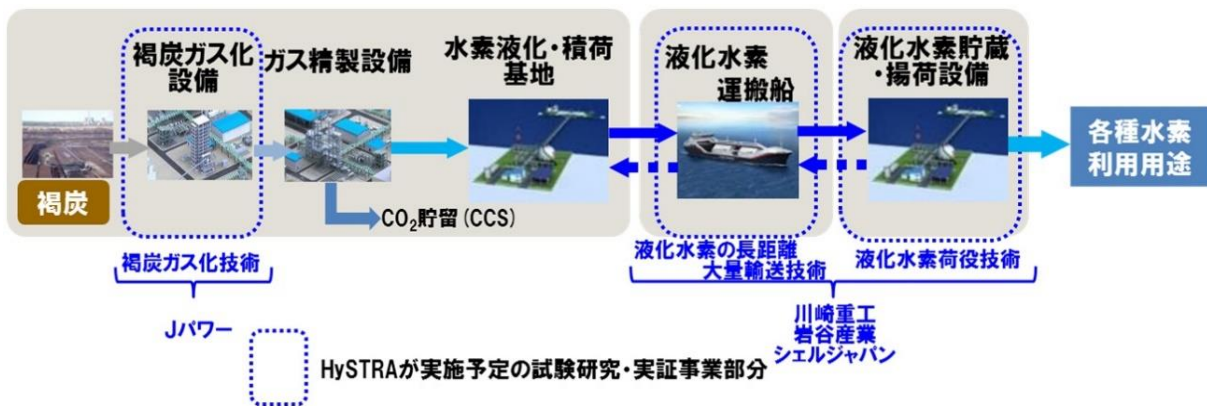 褐炭ガス化
設備
ガス精製設備
水素液化・積荷
基地
液化水素
運搬船
液化水素貯蔵
・揚荷設備
褐炭
CO₂貯留(CCS)
各種水素
利用用途
褐炭ガス化技術
Jパワー
液化水素の長距離
大量輸送技術
液化水素荷役技術
川崎重工
岩谷産業
シェルジャパン
HySTRAが実施予定の試験研究・実証事業部分